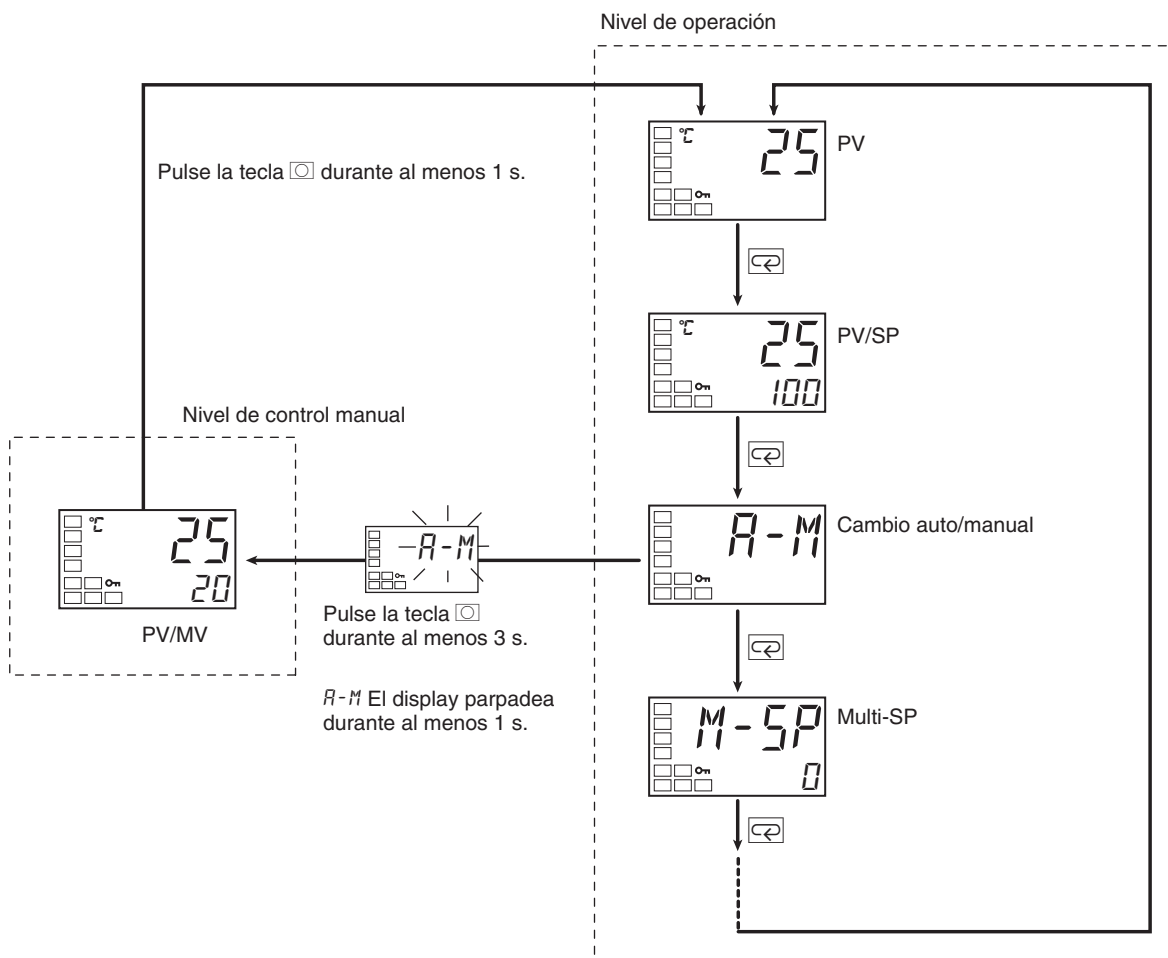 Nivel de operación
℃ 25
PV
Pulse la tecla durante al menos 1 s.
℃ 25
100
PV/SP
Nivel de control manual
℃ 25
20
PV/MV
A-M
Pulse la tecla
durante al menos 3 s.
A-M El display parpadea
durante al menos 1 s.
A-M
Cambio auto/manual
M-SP
0
Multi-SP